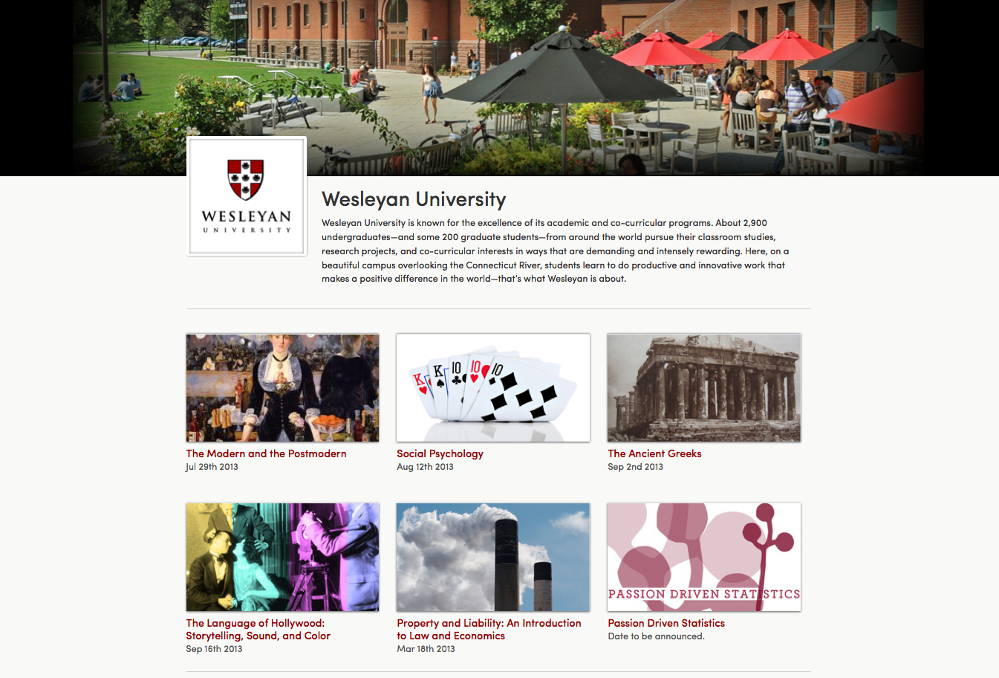 WESLEYAN
UNIVERSITY
Wesleyan University
Wesleyan University is known for the excellence of its academic and co-curricular programs. About 2,900
undergraduates—and some 200 graduate students—from around the world pursue their classroom studies,
research projects, and co-curricular interests in ways that are demanding and intensely rewarding. Here, on a
beautiful campus overlooking the Connecticut River, students learn to do productive and innovative work that
makes a positive difference in the world—that's what Wesleyan is about.
K K 10 10 10
The Modern and the Postmodern
Jul 29th 2013
Social Psychology
Aug 12th 2013
The Ancient Greeks
Sep 2nd 2013
PASSION DRIVEN STATISTICS
The Language of Hollywood:
Storytelling, Sound, and Color
Sep 16th 2013
Property and Liability: An Introduction
to Law and Economics
Mar 18th 2013
Passion Driven Statistics
Date to be announced.